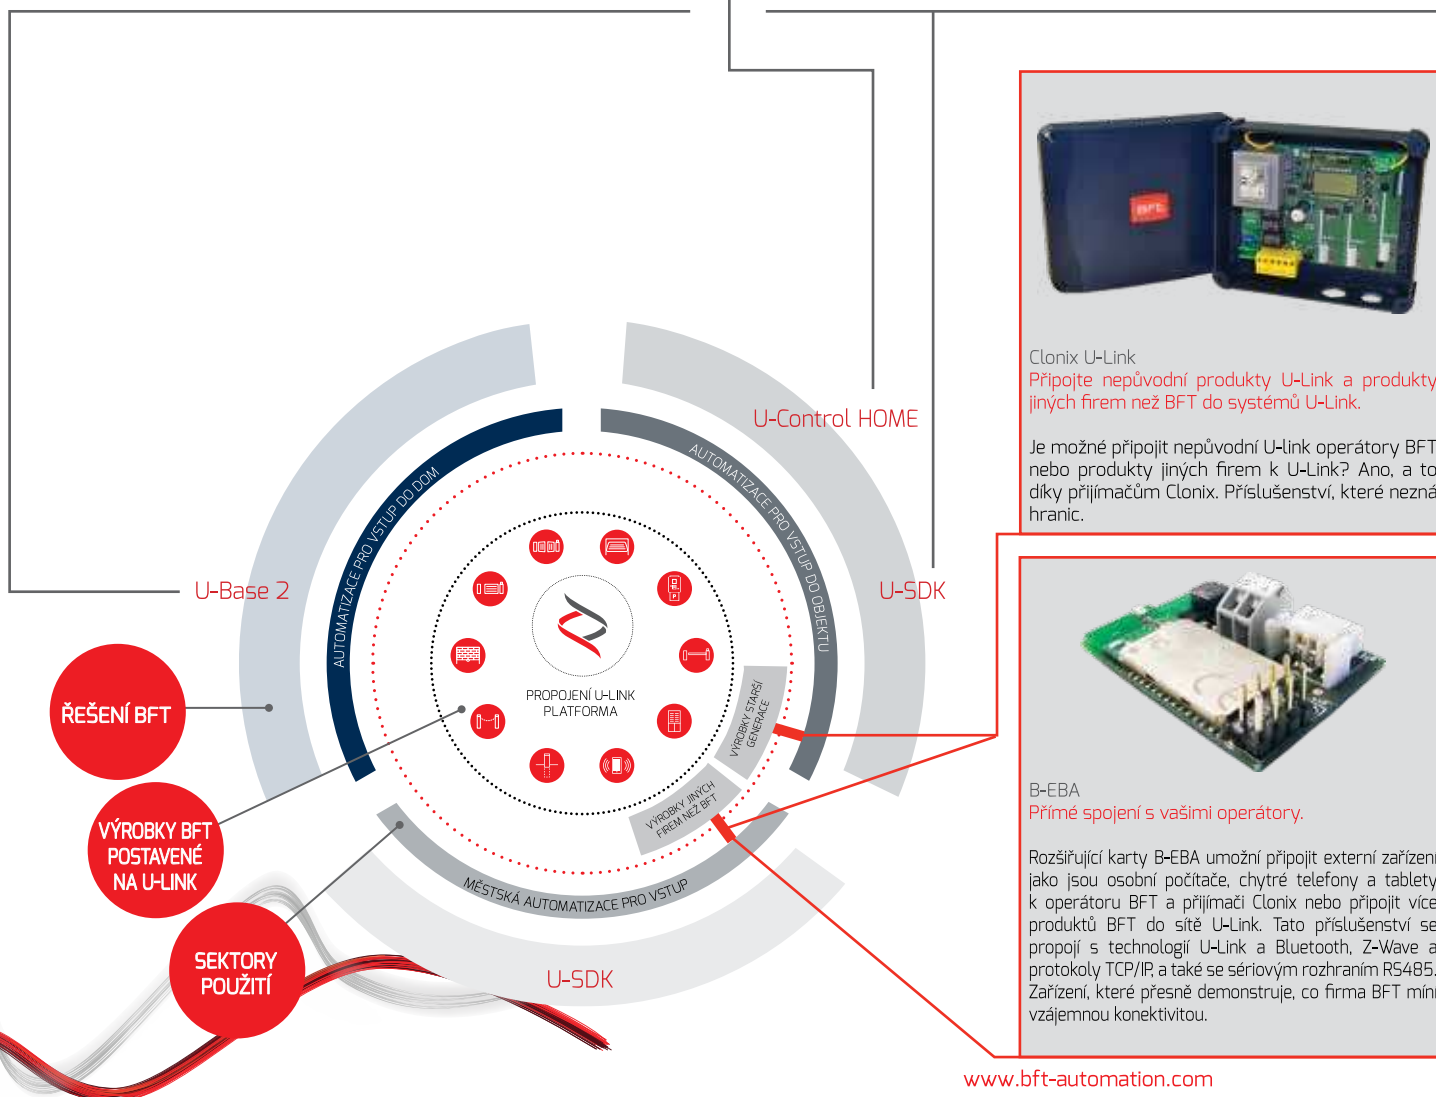 BFT
Clonix U-Link
Připojte nepůvodní produkty U-Link a produkty
jiných firem než BFT do systémů U-Link.
Je možné připojit nepůvodní U-link operátory BFT
nebo produkty jiných firem k U-Link? Ano, a to
díky přijímačům Clonix. Příslušenství, které nezná
hranic.
U-Control HOME
AUTOMATIZACE PRO VSTUP DO DOM
AUTOMATIZACE PRO VSTUP DO OBJEKTU
U-Base 2
U-SDK
P
PROPOJENÍ U-LINK
PLATFORMA
VÝROBKY STARŠÍ
GENERACE
VÝROBKY JINÝCH
FIREM NEŽ BFT
MĚSTSKÁ AUTOMATIZACE PRO VSTUP
U-SDK
ŘEŠENÍ BFT
VÝROBKY BFT
POSTAVENÉ
NA U-LINK
SEKTORY
POUŽITÍ
B-EBA
Přímé spojení s vašimi operátory.
Rozšiřující karty B-EBA umožní připojit externí zařízení
jako jsou osobní počítače, chytré telefony a tablety
k operátoru BFT a přijímači Clonix nebo připojit více
produktů BFT do sítě U-Link. Tato příslušenství se
propojí s technologií U-Link a Bluetooth, Z-Wave a
protokoly TCP/IP, a také se sériovým rozhraním RS485.
Zařízení, které přesně demonstruje, co firma BFT míní
vzájemnou konektivitou.
www.bft-automation.com